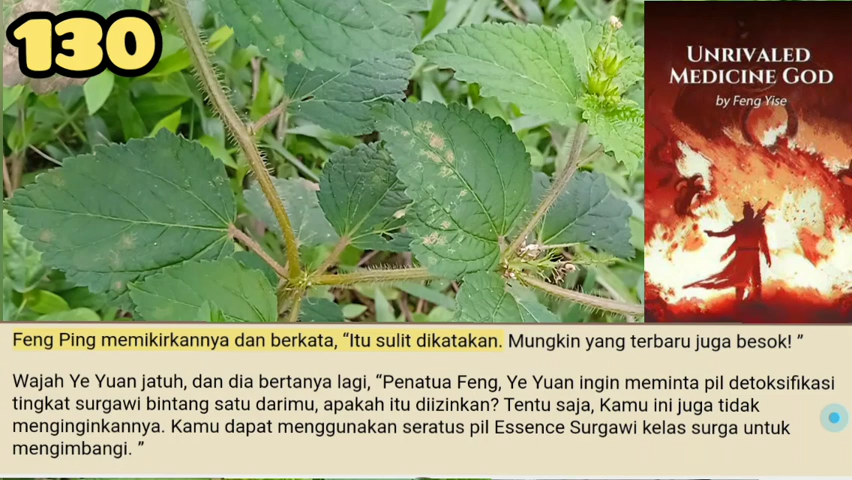 130
UNRIVALED
MEDICINE GOD
by Feng Yise
Feng Ping memikirkannya dan berkata, “Itu sulit dikatakan. Mungkin yang terbaru juga besok! ”
Wajah Ye Yuan jatuh, dan dia bertanya lagi, “Penatua Feng, Ye Yuan ingin meminta pil detoksifikasi
tingkat surgawi bintang satu darimu, apakah itu diizinkan? Tentu saja, Kamu ini juga tidak
menginginkannya. Kamu dapat menggunakan seratus pil Essence Surgawi kelas surga untuk
mengimbangi. ”